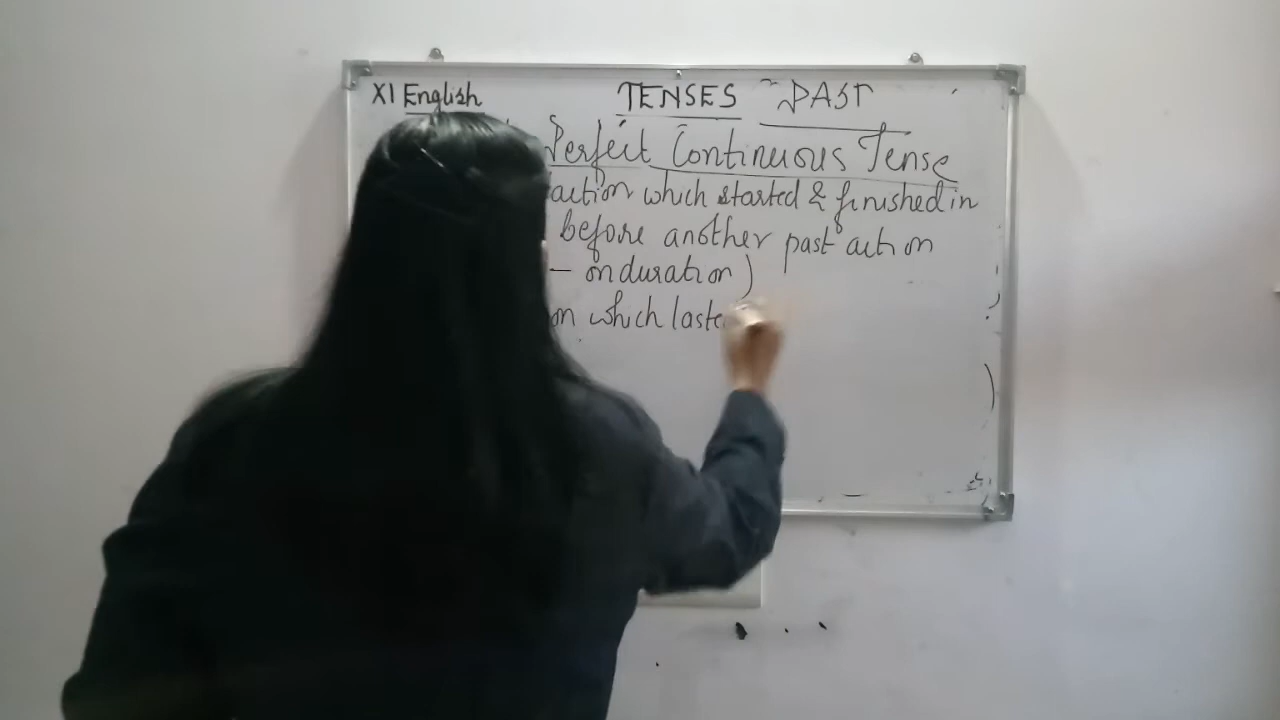 XI English TENSES PAST
Perfect Continuous Tense
action which started & finished in
before another past action
— on duration)
on which laste